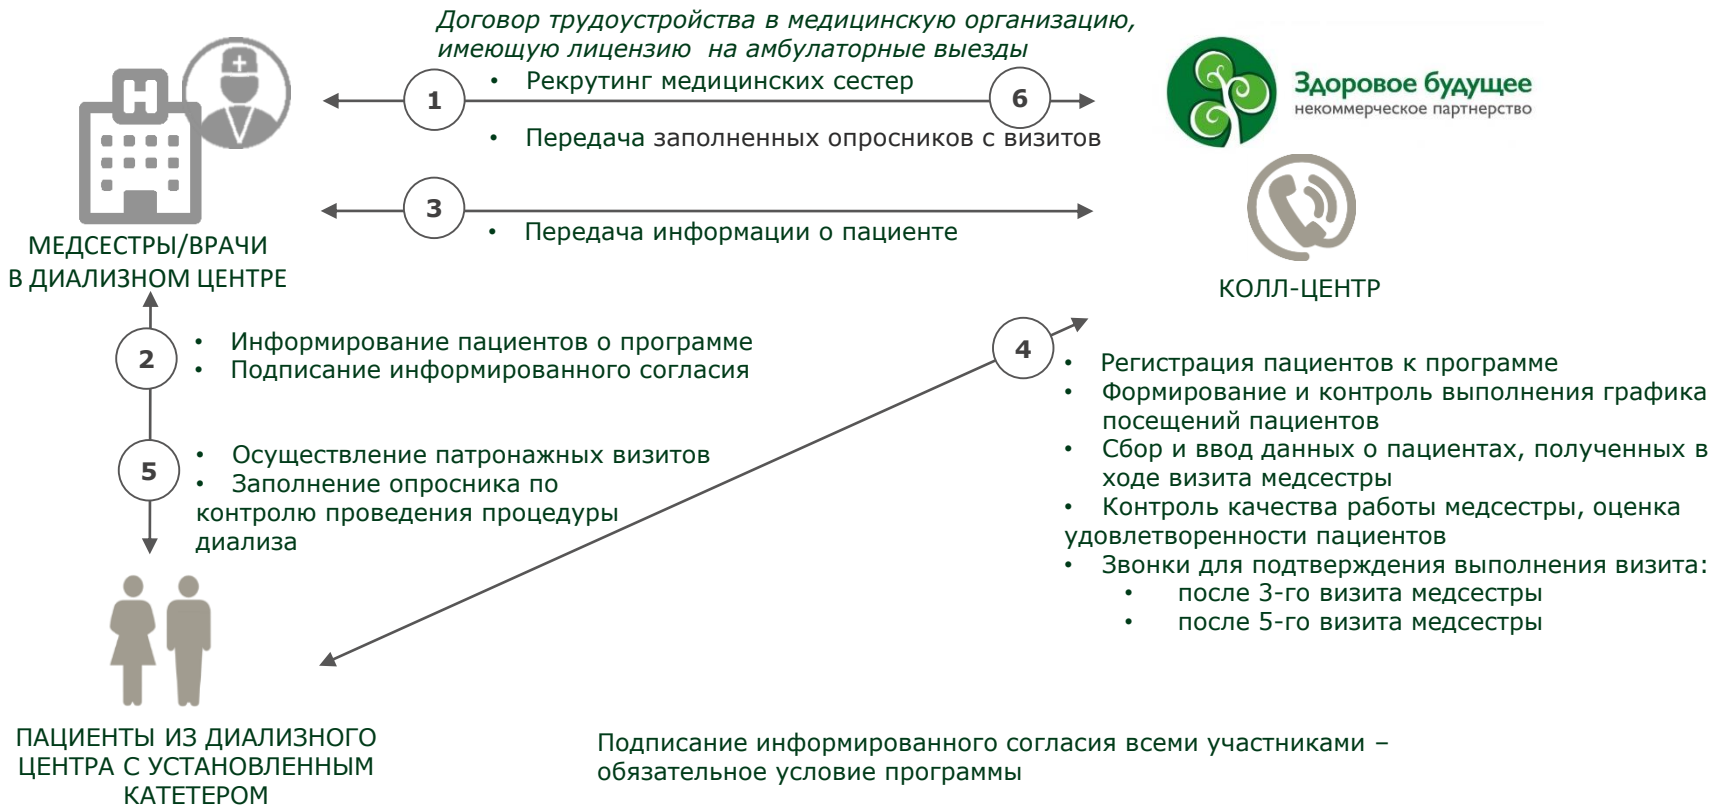 Договор трудоустройства в медицинскую организацию,
имеющую лицензию на амбулаторные выезды
• Рекрутинг медицинских сестер
1
6
• Передача заполненных опросников с визитов
Здоровое будущее
некоммерческое партнерство
H
3
• Передача информации о пациенте
МЕДСЕСТРЫ/ВРАЧИ
В ДИАЛИЗНОМ ЦЕНТРЕ
КОЛЛ-ЦЕНТР
2
• Информирование пациентов о программе
• Подписание информированного согласия
4
• Регистрация пациентов к программе
• Формирование и контроль выполнения графика
посещений пациентов
• Сбор и ввод данных о пациентах, полученных в
ходе визита медсестры
• Контроль качества работы медсестры, оценка
удовлетворенности пациентов
• Звонки для подтверждения выполнения визита:
• после 3-го визита медсестры
• после 5-го визита медсестры
5
• Осуществление патронажных визитов
• Заполнение опросника по
контролю проведения процедуры
диализа
ПАЦИЕНТЫ ИЗ ДИАЛИЗНОГО
ЦЕНТРА С УСТАНОВЛЕННЫМ
КАТЕТЕРОМ
Подписание информированного согласия всеми участниками –
обязательное условие программы